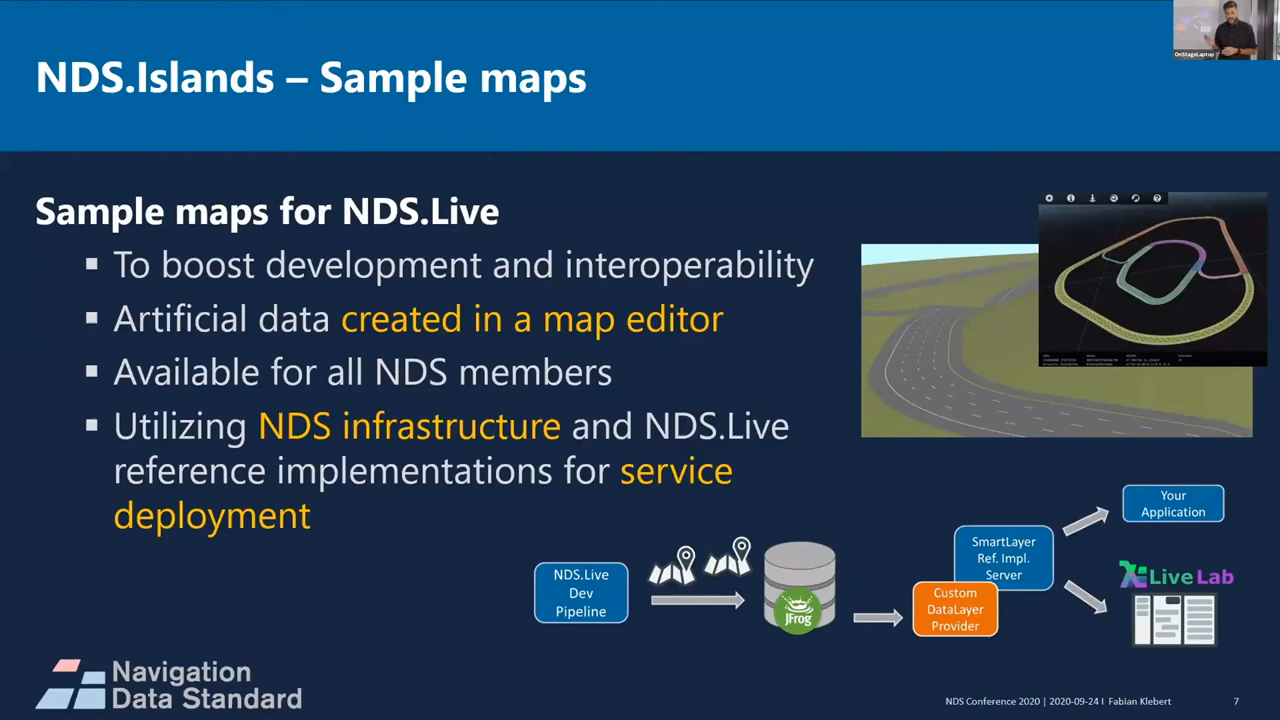 OnStageLaptop
NDS.Islands – Sample maps
Sample maps for NDS.Live
▪ To boost development and interoperability
▪ Artificial data created in a map editor
▪ Available for all NDS members
▪ Utilizing NDS infrastructure and NDS.Live
reference implementations for service
deployment
NDS.Live
Dev
Pipeline
JFrog
SmartLayer
Ref. Impl.
Server
Custom
DataLayer
Provider
Your
Application
LiveLab
Navigation
Data Standard
NDS Conference 2020 | 2020-09-24 I Fabian Klebert
7